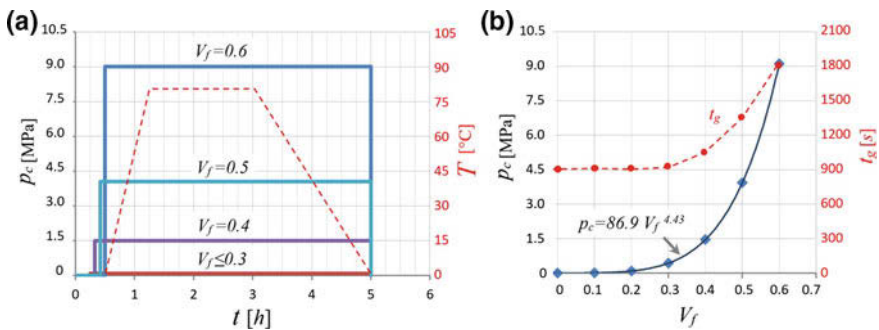 (a)
10.5
9.0
7.5
6.0
4.5
3.0
1.5
0
p_c [MPa]
V_f=0.6
V_f=0.5
V_f=0.4
V_f≤0.3
105
90
75
60
45
30
15
0
T [°C]
0 1 2 3 4 5 6
t [h]
(b)
10.5
9.0
7.5
6.0
4.5
3.0
1.5
0
p_c [MPa]
t_g
p_c=86.9 V_f^4.43
2100
1800
1500
1200
900
600
300
0
t_g [s]
0 0.1 0.2 0.3 0.4 0.5 0.6 0.7
V_f